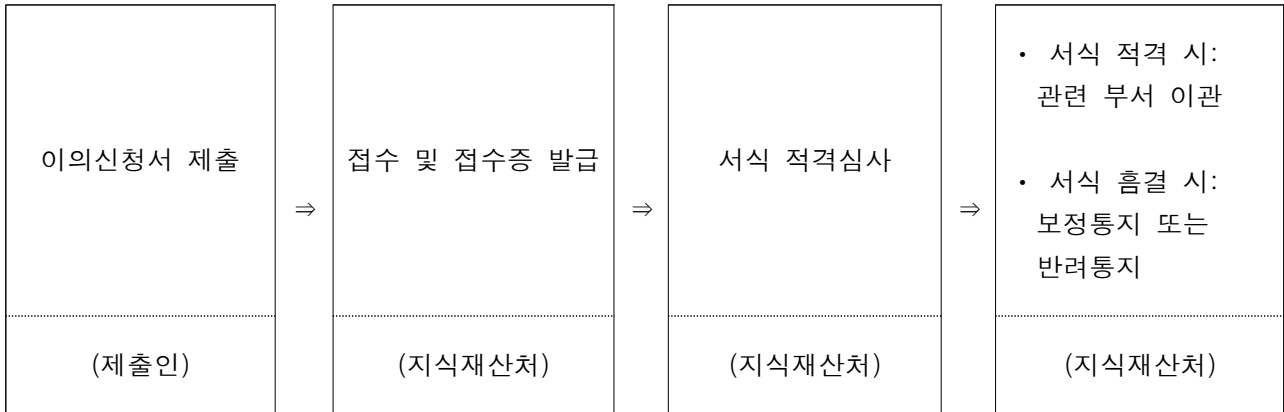 이의신청서 제출
(제출인)
⇒
접수 및 접수증 발급
(지식재산처)
⇒
서식 적격심사
(지식재산처)
⇒
• 서식 적격 시:
관련 부서 이관
• 서식 흠결 시:
보정통지 또는
반려통지
(지식재산처)